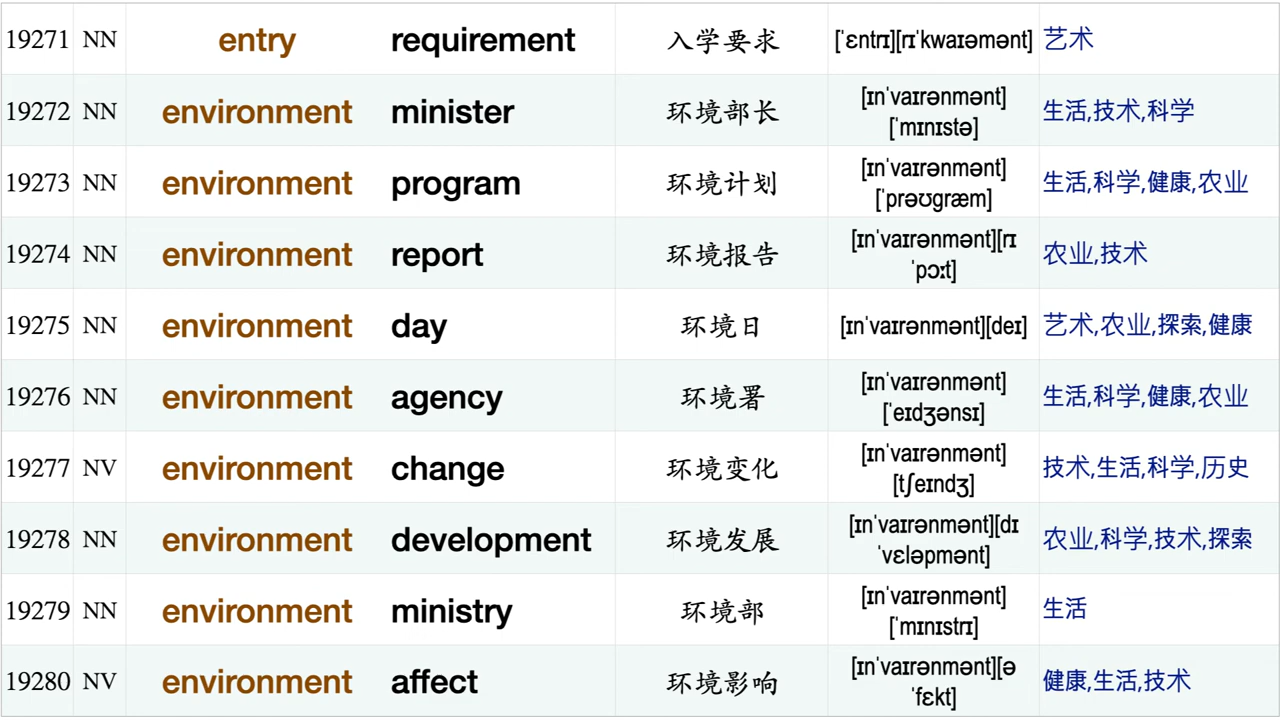 19271 NN entry requirement 入学要求 [ˈɛntrɪ][rɪˈkwaɪəmənt] 艺术
19272 NN environment minister 环境部长 [ɪnˈvaɪrənmənt] [ˈmɪnɪstə] 生活,技术,科学
19273 NN environment program 环境计划 [ɪnˈvaɪrənmənt] [ˈprəʊgræm] 生活,科学,健康,农业
19274 NN environment report 环境报告 [ɪnˈvaɪrənmənt][rɪ ˈpɔːt] 农业,技术
19275 NN environment day 环境日 [ɪnˈvaɪrənmənt][deɪ] 艺术,农业,探索,健康
19276 NN environment agency 环境署 [ɪnˈvaɪrənmənt] [ˈeɪdʒənsɪ] 生活,科学,健康,农业
19277 NV environment change 环境变化 [ɪnˈvaɪrənmənt] [tʃeɪndʒ] 技术,生活,科学,历史
19278 NN environment development 环境发展 [ɪnˈvaɪrənmənt][dɪ ˈvɛləpmənt] 农业,科学,技术,探索
19279 NN environment ministry 环境部 [ɪnˈvaɪrənmənt] [ˈmɪnɪstrɪ] 生活
19280 NV environment affect 环境影响 [ɪnˈvaɪrənmənt][ə ˈfɛkt] 健康,生活,技术